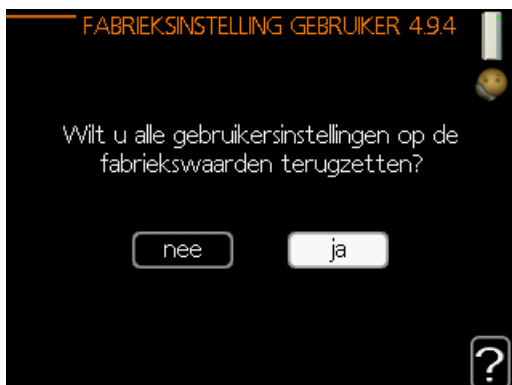 FABRIEKSINSTELLING GEBRUIKER 4.9.4
Wilt u alle gebruikersinstellingen op de
fabriekswaarden terugzetten?
nee
ja
?